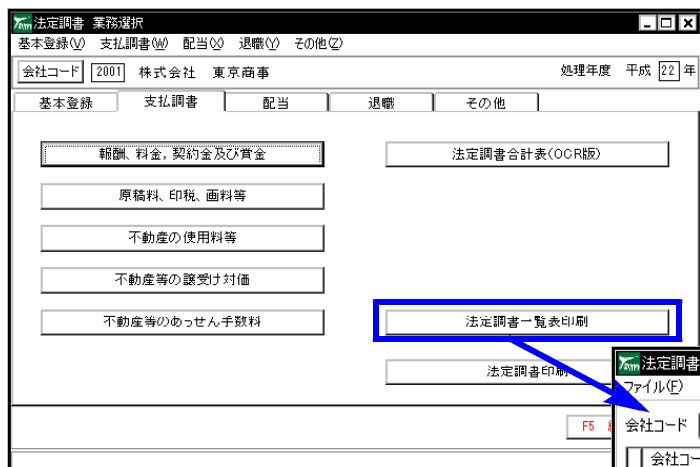 Tam 法定調書 業務選択
基本登録(V) 支払調書(W) 配当(X) 退職(Y) その他(Z)
会社コード 2001 株式会社 東京商事 処理年度 平成 22 年
基本登録 支払調書 配当 退職 その他
報酬、料金,契約金及び賞金 法定調書合計表(OCR版)
原稿料、印税、画料等
不動産の使用料等
不動産等の譲受け対価
不動産等のあっせん手数料 法定調書一覧表印刷
法定調書印刷
F5
Tam 法定調書
ファイル(F)
会社コード
会社コー